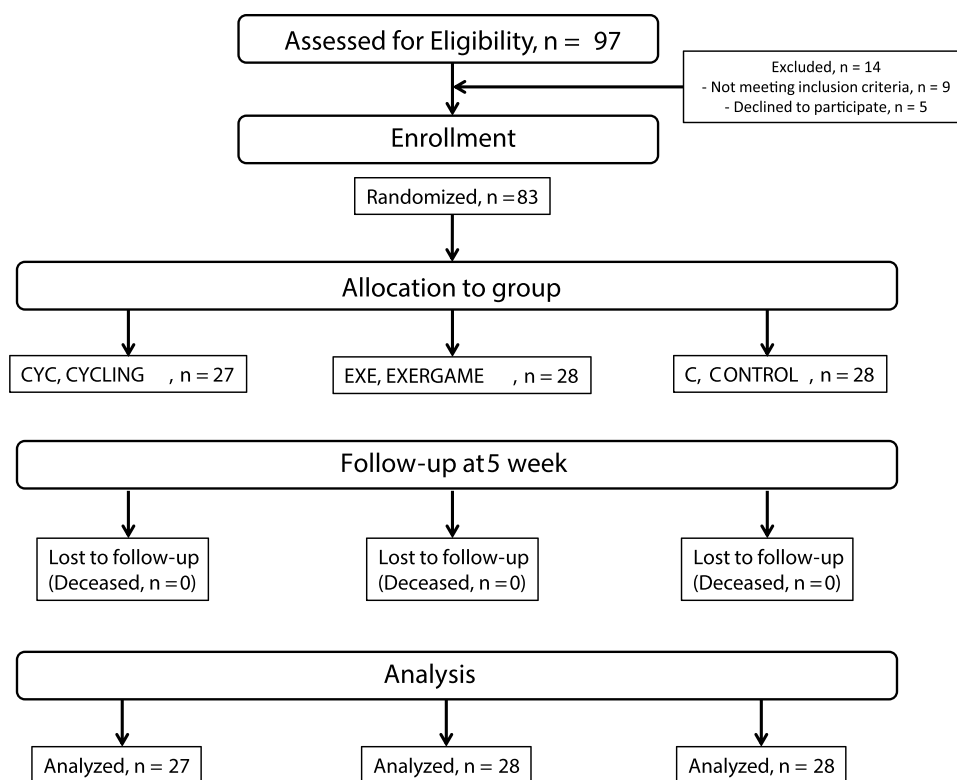 Assessed for Eligibility, n = 97
Excluded, n = 14
- Not meeting inclusion criteria, n = 9
- Declined to participate, n = 5
Enrollment
Randomized, n = 83
Allocation to group
CYC, CYCLING , n = 27
EXE, EXERGAME , n = 28
C, CONTROL , n = 28
Follow-up at 5 week
Lost to follow-up
(Deceased, n = 0)
Lost to follow-up
(Deceased, n = 0)
Lost to follow-up
(Deceased, n = 0)
Analysis
Analyzed, n = 27
Analyzed, n = 28
Analyzed, n = 28